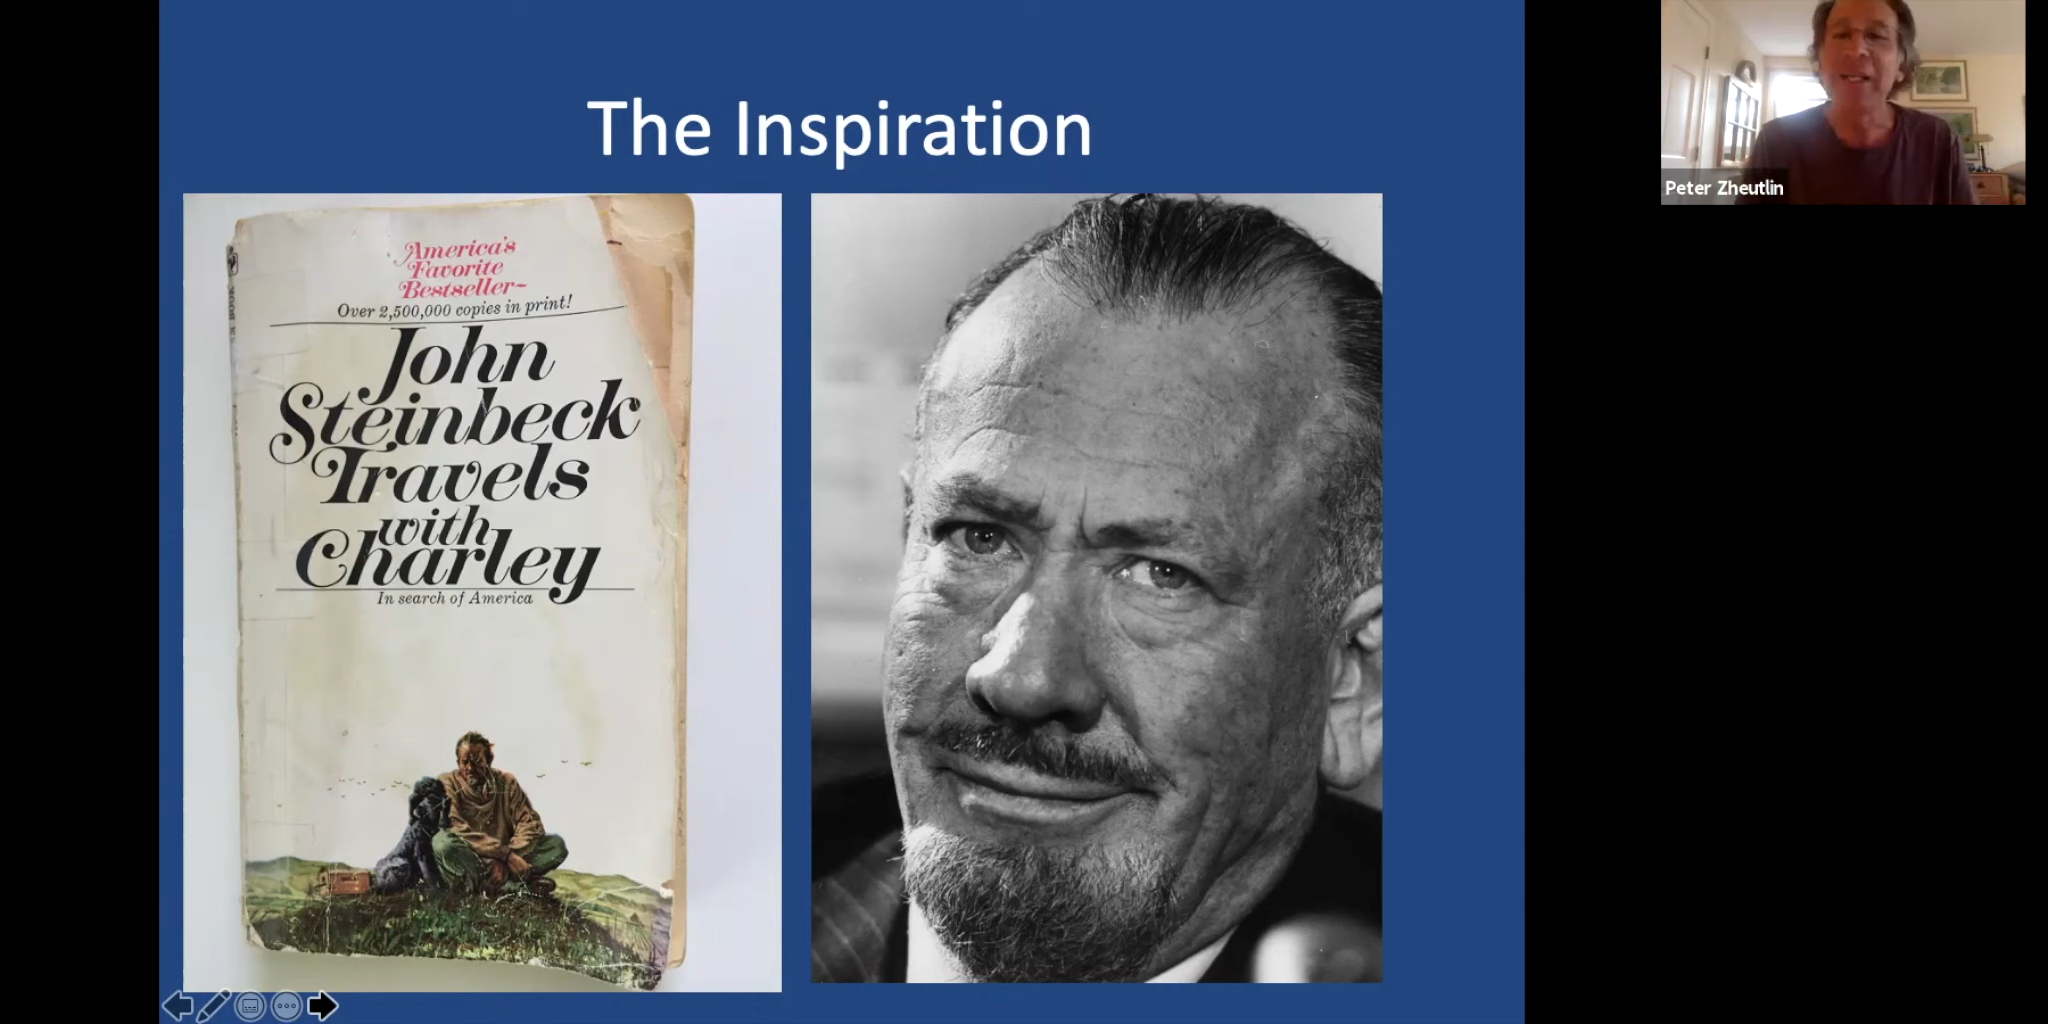 The Inspiration
America's
Favorite
Bestseller~
Over 2,500,000 copies in print!
John
Steinbeck
Travels
with
Charley
In search of America
Peter Zheutlin